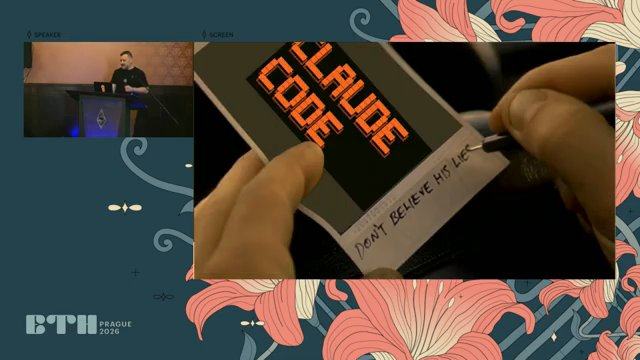 SPEAKER
SCREEN
CLAUDE
CODE
DON'T BELIEVE HIS LIES
ETH
PRAGUE
2026